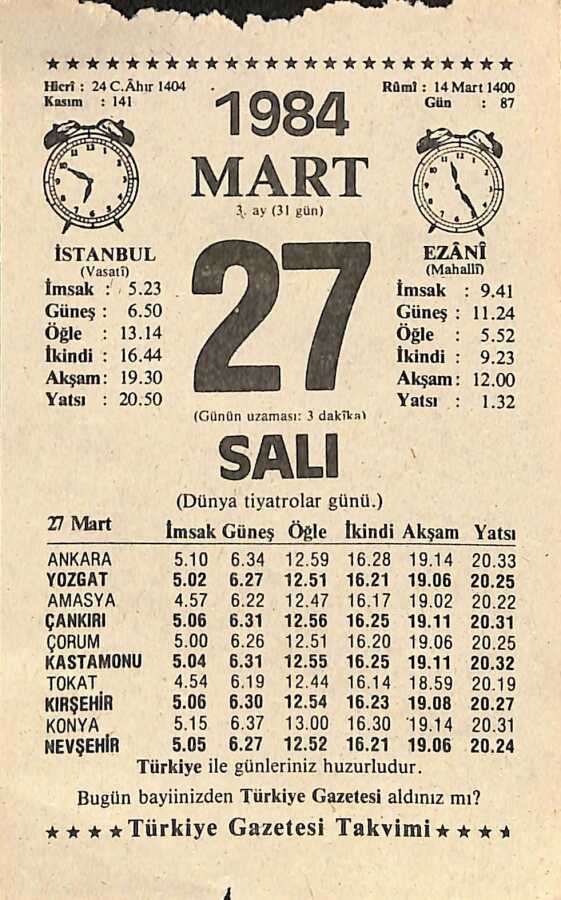 ★★★★★★★★★★★★★★★★★★★★★★★
Hicrî : 24 C.Âhır 1404
Kasım : 141
Rûmî : 14 Mart 1400
Gün : 87
1984
MART
3. ay (31 gün)
27
İSTANBUL
(Vasatî)
İmsak : 5.23
Güneş : 6.50
Öğle : 13.14
İkindi : 16.44
Akşam : 19.30
Yatsı : 20.50
EZÂNÎ
(Mahallî)
İmsak : 9.41
Güneş : 11.24
Öğle : 5.52
İkindi : 9.23
Akşam : 12.00
Yatsı : 1.32
(Günün uzaması: 3 dakîka)
SALI
(Dünya tiyatrolar günü.)
27 Mart İmsak Güneş Öğle İkindi Akşam Yatsı
ANKARA 5.10 6.34 12.59 16.28 19.14 20.33
YOZGAT 5.02 6.27 12.51 16.21 19.06 20.25
AMASYA 4.57 6.22 12.47 16.17 19.02 20.22
ÇANKIRI 5.06 6.31 12.56 16.25 19.11 20.31
ÇORUM 5.00 6.26 12.51 16.20 19.06 20.25
KASTAMONU 5.04 6.31 12.55 16.25 19.11 20.32
TOKAT 4.54 6.19 12.44 16.14 18.59 20.19
KIRŞEHİR 5.06 6.30 12.54 16.23 19.08 20.27
KONYA 5.15 6.37 13.00 16.30 19.14 20.31
NEVŞEHİR 5.05 6.27 12.52 16.21 19.06 20.24
Türkiye ile günleriniz huzurludur.
Bugün bayiinizden Türkiye Gazetesi aldınız mı?
★★★★Türkiye Gazetesi Takvimi★★★★